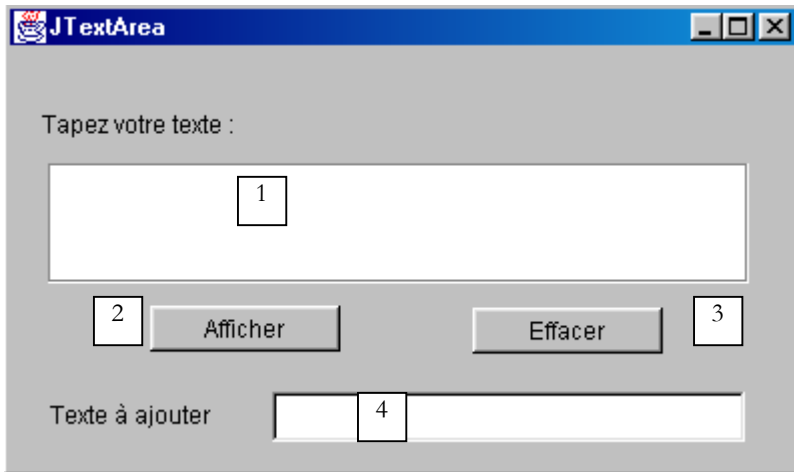 JTextArea
Tapez votre texte :
1
2
Afficher
Effacer
3
Texte à ajouter
4